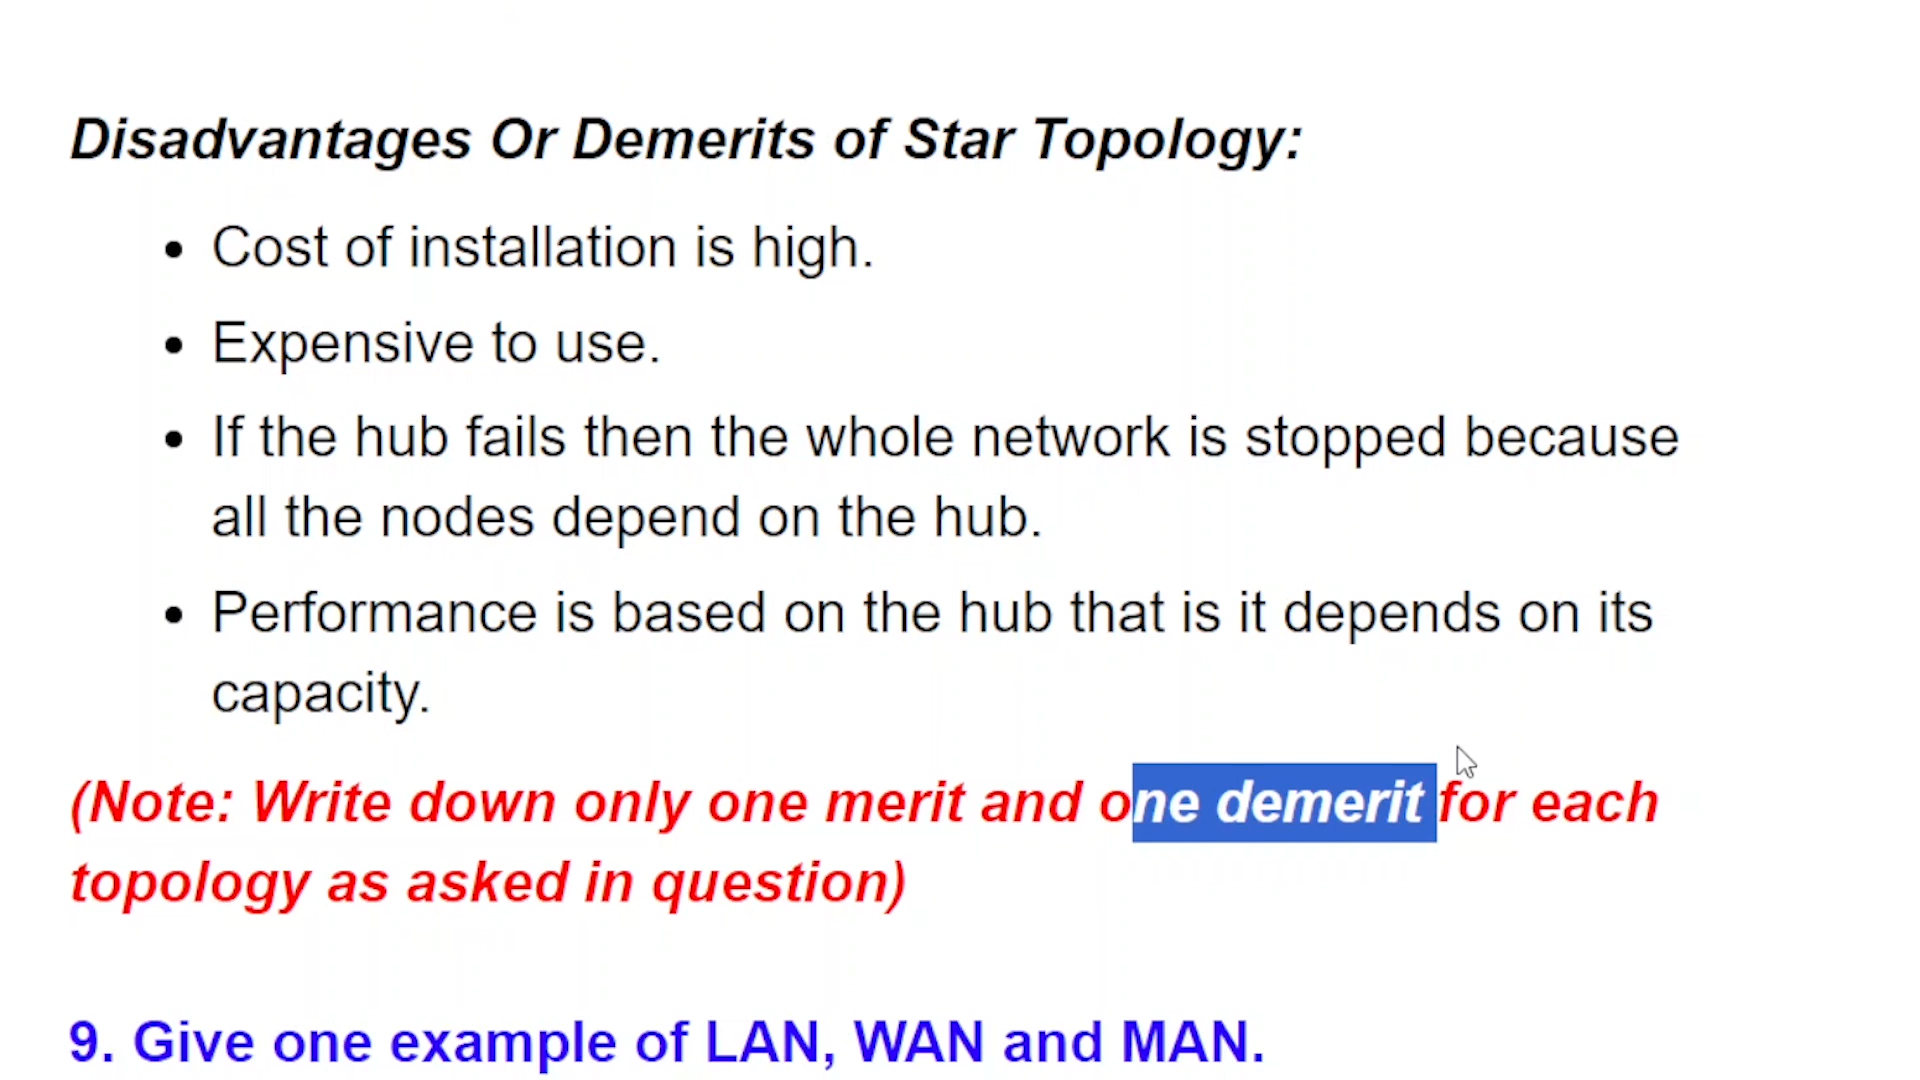 Disadvantages Or Demerits of Star Topology:
• Cost of installation is high.
• Expensive to use.
• If the hub fails then the whole network is stopped because
all the nodes depend on the hub.
• Performance is based on the hub that is it depends on its
capacity.
(Note: Write down only one merit and one demerit for each
topology as asked in question)
9. Give one example of LAN, WAN and MAN.